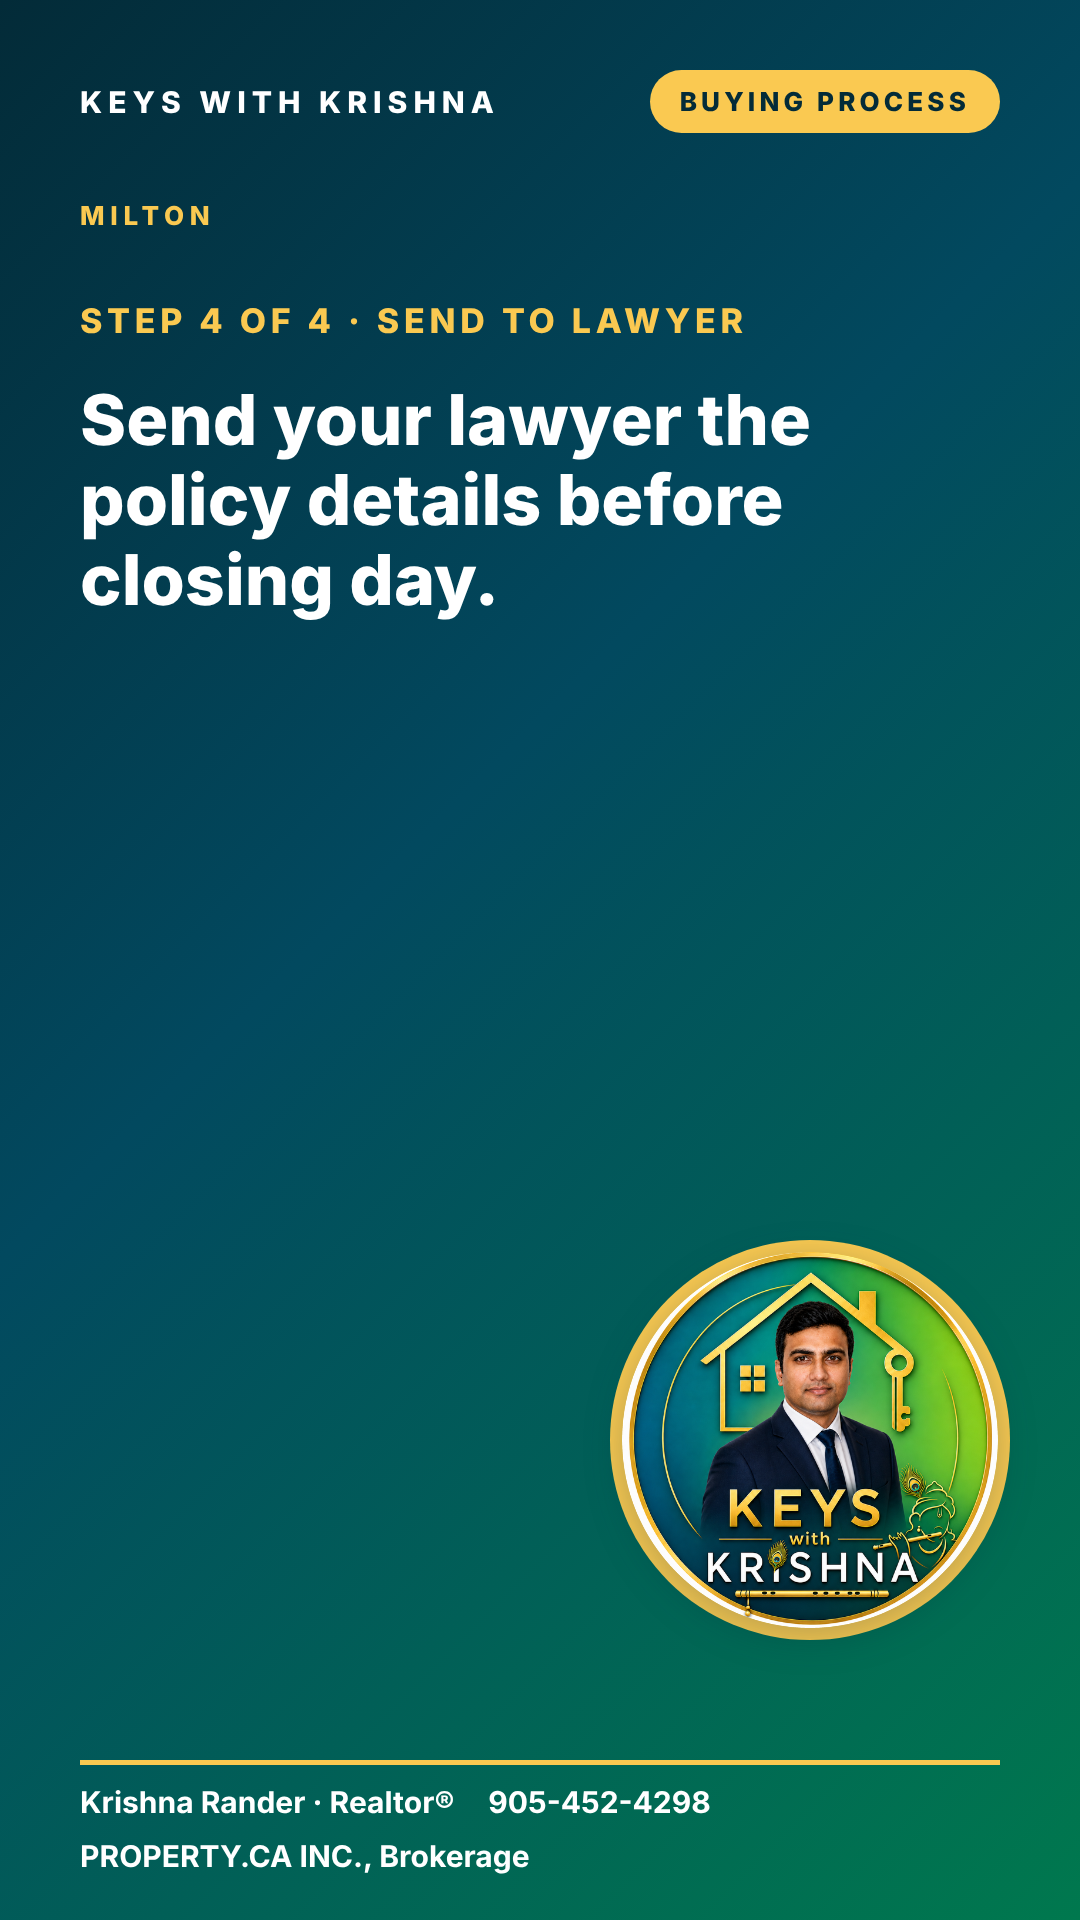 KEYS WITH KRISHNA
BUYING PROCESS
MILTON
STEP 4 OF 4 · SEND TO LAWYER
Send your lawyer the
policy details before
closing day.
KEYS
with
KRISHNA
Krishna Rander · Realtor® 905-452-4298
PROPERTY.CA INC., Brokerage